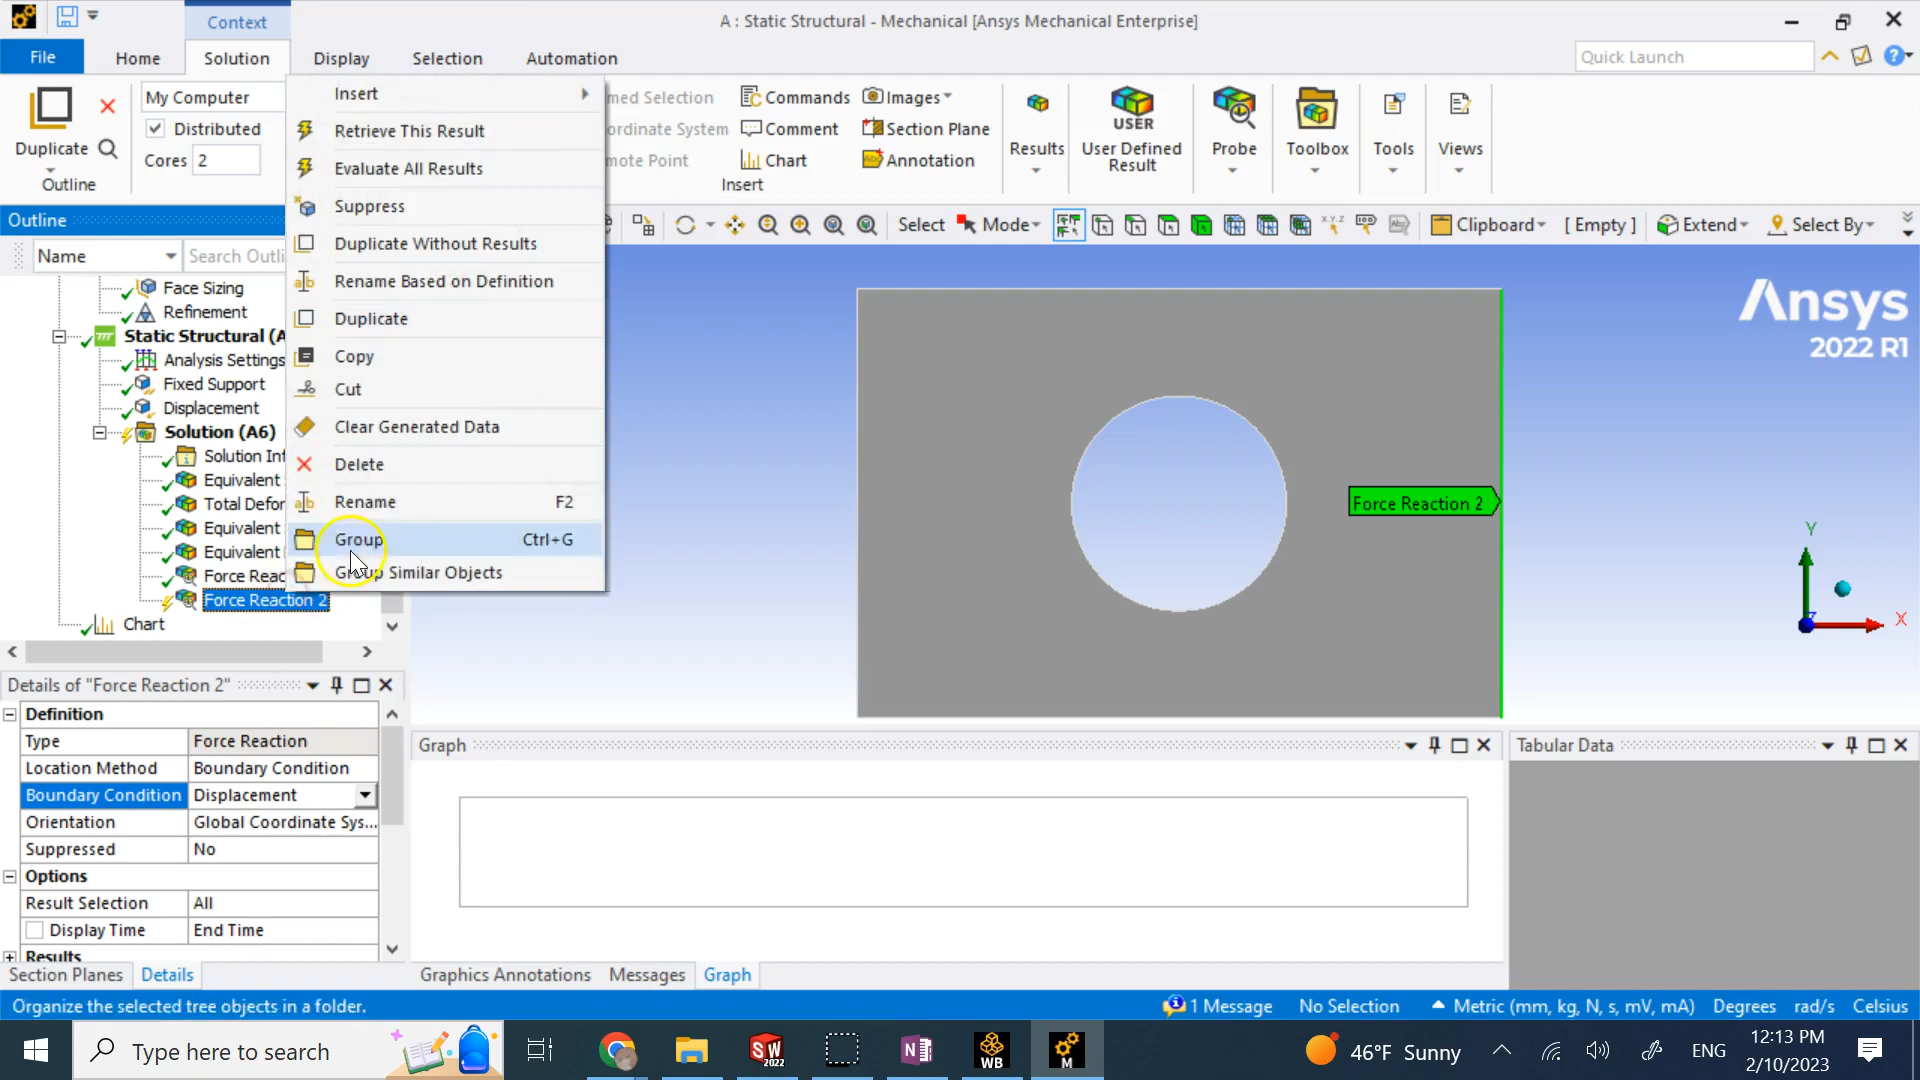 Context
A : Static Structural - Mechanical [Ansys Mechanical Enterprise]
File
Home
Solution
Display
Selection
Automation
Quick Launch
Duplicate
Outline
My Computer
Distributed
Cores 2
Insert
Retrieve This Result
Evaluate All Results
Suppress
Duplicate Without Results
Rename Based on Definition
Duplicate
Copy
Cut
Clear Generated Data
Delete
Rename F2
Group Ctrl+G
Group Similar Objects
med Selection
ordinate System
mote Point
Commands
Comment
Chart
Images
Section Plane
Annotation
Insert
Results
USER
User Defined
Result
Probe
Toolbox
Tools
Views
Outline
Name
Search Outli
Select
Mode
Clipboard
[ Empty ]
Extend
Select By
Face Sizing
Refinement
Static Structural (A
Analysis Settings
Fixed Support
Displacement
Solution (A6)
Solution Inf
Equivalent
Total Defor
Equivalent
Equivalent
Force Reac
Force Reaction 2
Chart
Ansys
2022 R1
Force Reaction 2
Y
X
Z
Details of "Force Reaction 2"
Definition
Type Force Reaction
Location Method Boundary Condition
Boundary Condition Displacement
Orientation Global Coordinate Sys...
Suppressed No
Options
Result Selection All
Display Time End Time
Results
Section Planes
Details
Graph
Tabular Data
Graphics Annotations
Messages
Graph
Organize the selected tree objects in a folder.
1 Message
No Selection
Metric (mm, kg, N, s, mV, mA)
Degrees
rad/s
Celsius
Type here to search
SW
2022
N
WB
M
46°F Sunny
ENG
12:13 PM
2/10/2023